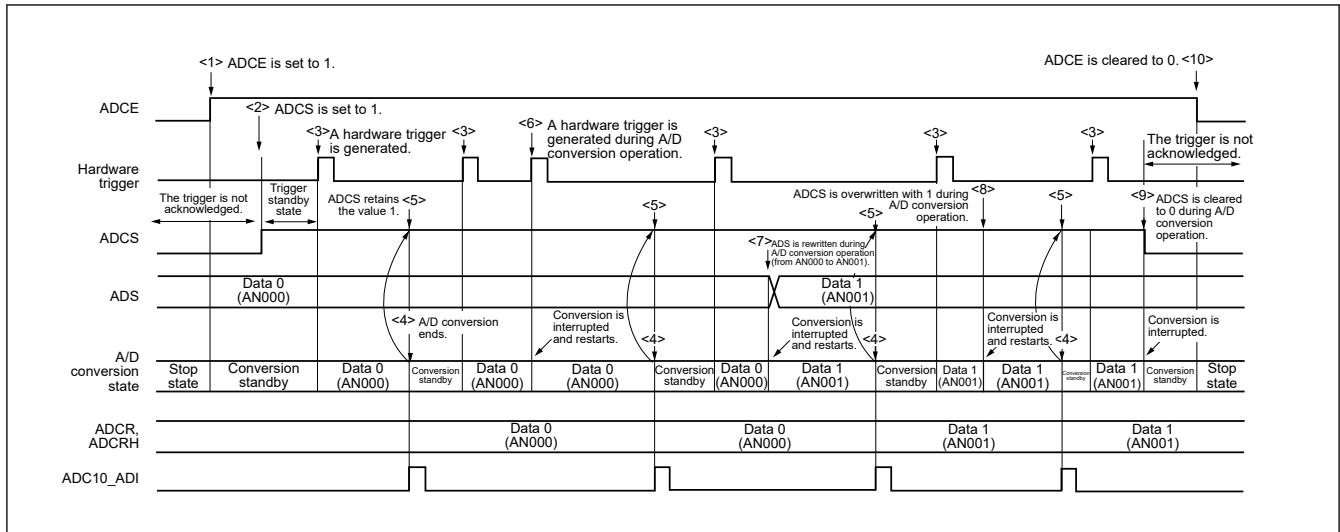 <1> ADCE is set to 1.
ADCE is cleared to 0. <10>
ADCE
<2> ADCS is set to 1.
<3> A hardware trigger
is generated.
<3>
<6> A hardware trigger is
generated during A/D
conversion operation.
<3>
<3>
<3>
The trigger is not
acknowledged.
Hardware
trigger
The trigger is not
acknowledged.
Trigger
standby
state
ADCS retains
the value 1.
<5>
<5>
ADCS is overwritten with 1 during
A/D conversion
operation.
<5>
<8>
<5>
<9> ADCS is cleared
to 0 during A/D
conversion
operation.
ADCS
<7> ADS is rewritten during
A/D conversion operation
(from AN000 to AN001).
ADS
Data 0
(AN000)
Data 1
(AN001)
<4> A/D conversion
ends.
Conversion is
interrupted
and restarts.
<4>
Conversion is
interrupted
and restarts.
<4>
Conversion is
interrupted
and restarts.
<4>
Conversion is
interrupted.
A/D
conversion
state
Stop
state
Conversion
standby
Data 0
(AN000)
Conversion
standby
Data 0
(AN000)
Data 0
(AN000)
Conversion
standby
Data 0
(AN000)
Data 1
(AN001)
Conversion
standby
Data 1
(AN001)
Data 1
(AN001)
Conversion
standby
Data 1
(AN001)
Conversion
standby
Stop
state
ADCR,
ADCRH
Data 0
(AN000)
Data 0
(AN000)
Data 1
(AN001)
Data 1
(AN001)
ADC10_ADI